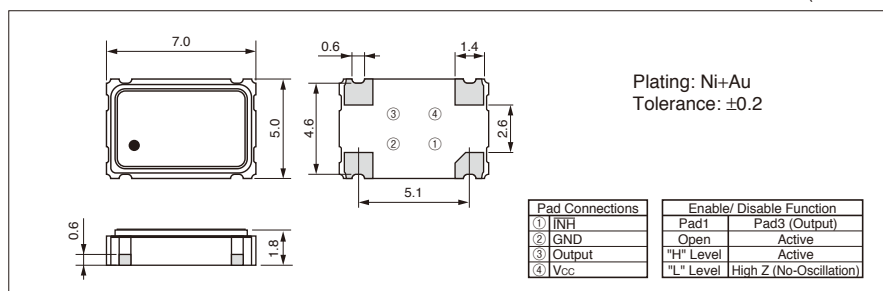 7.0
0.6
1.4
Plating: Ni+Au
Tolerance: ±0.2
5.0
4.6
③ ④
② ①
2.6
5.1
0.6
1.8
Pad Connections
① INH
② GND
③ Output
④ Vcc
Enable/ Disable Function
Pad1 Pad3 (Output)
Open Active
"H" Level Active
"L" Level High Z (No-Oscillation)